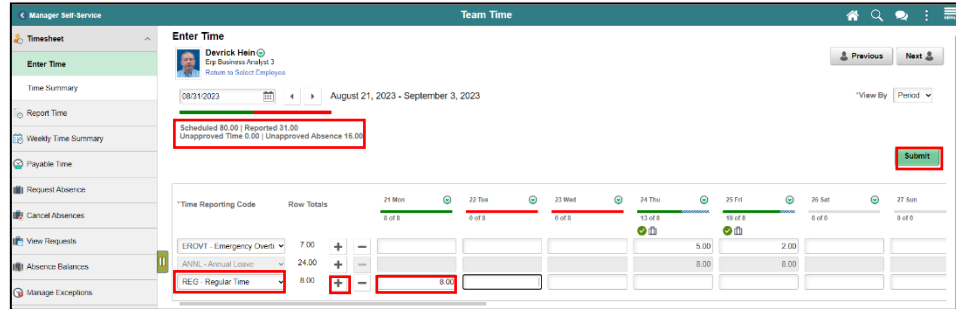 Manager Self-Service
Team Time
Timesheet
Enter Time
Time Summary
Report Time
Weekly Time Summary
Payable Time
Request Absence
Cancel Absences
View Requests
Absence Balances
Manage Exceptions
Enter Time
Devrick Hein
Erp Business Analyst 3
Return to Select Employee
Previous
Next
08/31/2023
August 21, 2023 - September 3, 2023
*View By Period
Scheduled 80.00 | Reported 31.00
Unapproved Time 0.00 | Unapproved Absence 16.00
Submit
*Time Reporting Code Row Totals 21 Mon 22 Tue 23 Wed 24 Thu 25 Fri 26 Sat 27 Sun
8 of 8 0 of 8 0 of 8 13 of 8 10 of 8 0 of 0 0 of 0
EROVT - Emergency Overti 7.00 + − 5.00 2.00
ANNL - Annual Leave 24.00 + − 8.00 8.00
REG - Regular Time 8.00 + − 8.00